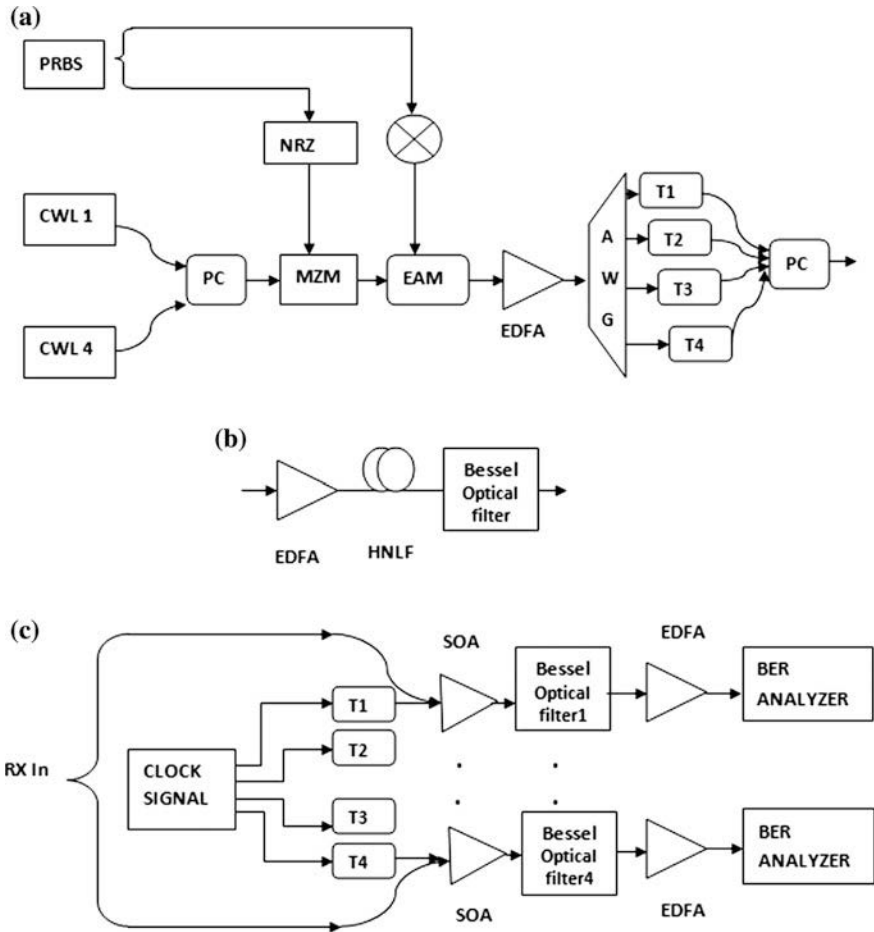 (a)
PRBS
NRZ
CWL 1
CWL 4
PC
MZM
EAM
EDFA
A
W
G
T1
T2
T3
T4
PC
(b)
EDFA
HNLF
Bessel
Optical
filter
(c)
RX In
CLOCK
SIGNAL
T1
T2
T3
T4
SOA
Bessel
Optical
filter1
EDFA
BER
ANALYZER
SOA
Bessel
Optical
filter4
EDFA
BER
ANALYZER